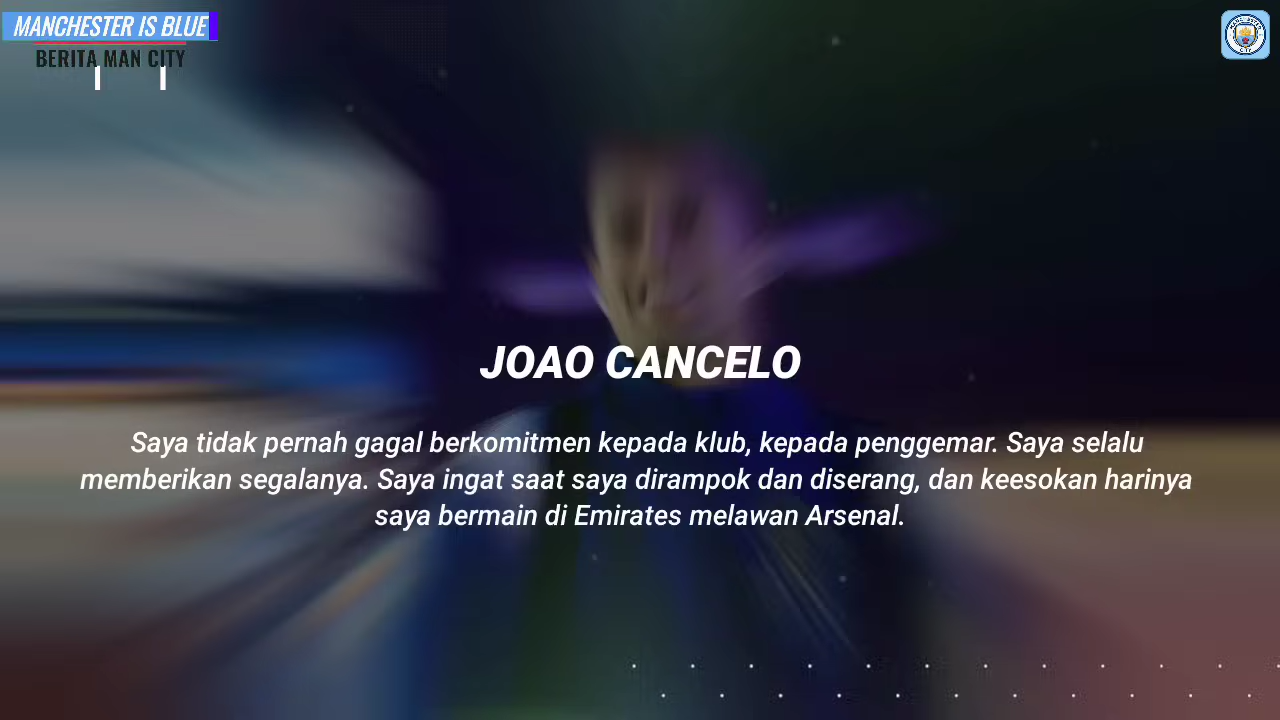 MANCHESTER IS BLUE
BERITA MAN CITY
JOAO CANCELO
Saya tidak pernah gagal berkomitmen kepada klub, kepada penggemar. Saya selalu
memberikan segalanya. Saya ingat saat saya dirampok dan diserang, dan keesokan harinya
saya bermain di Emirates melawan Arsenal.